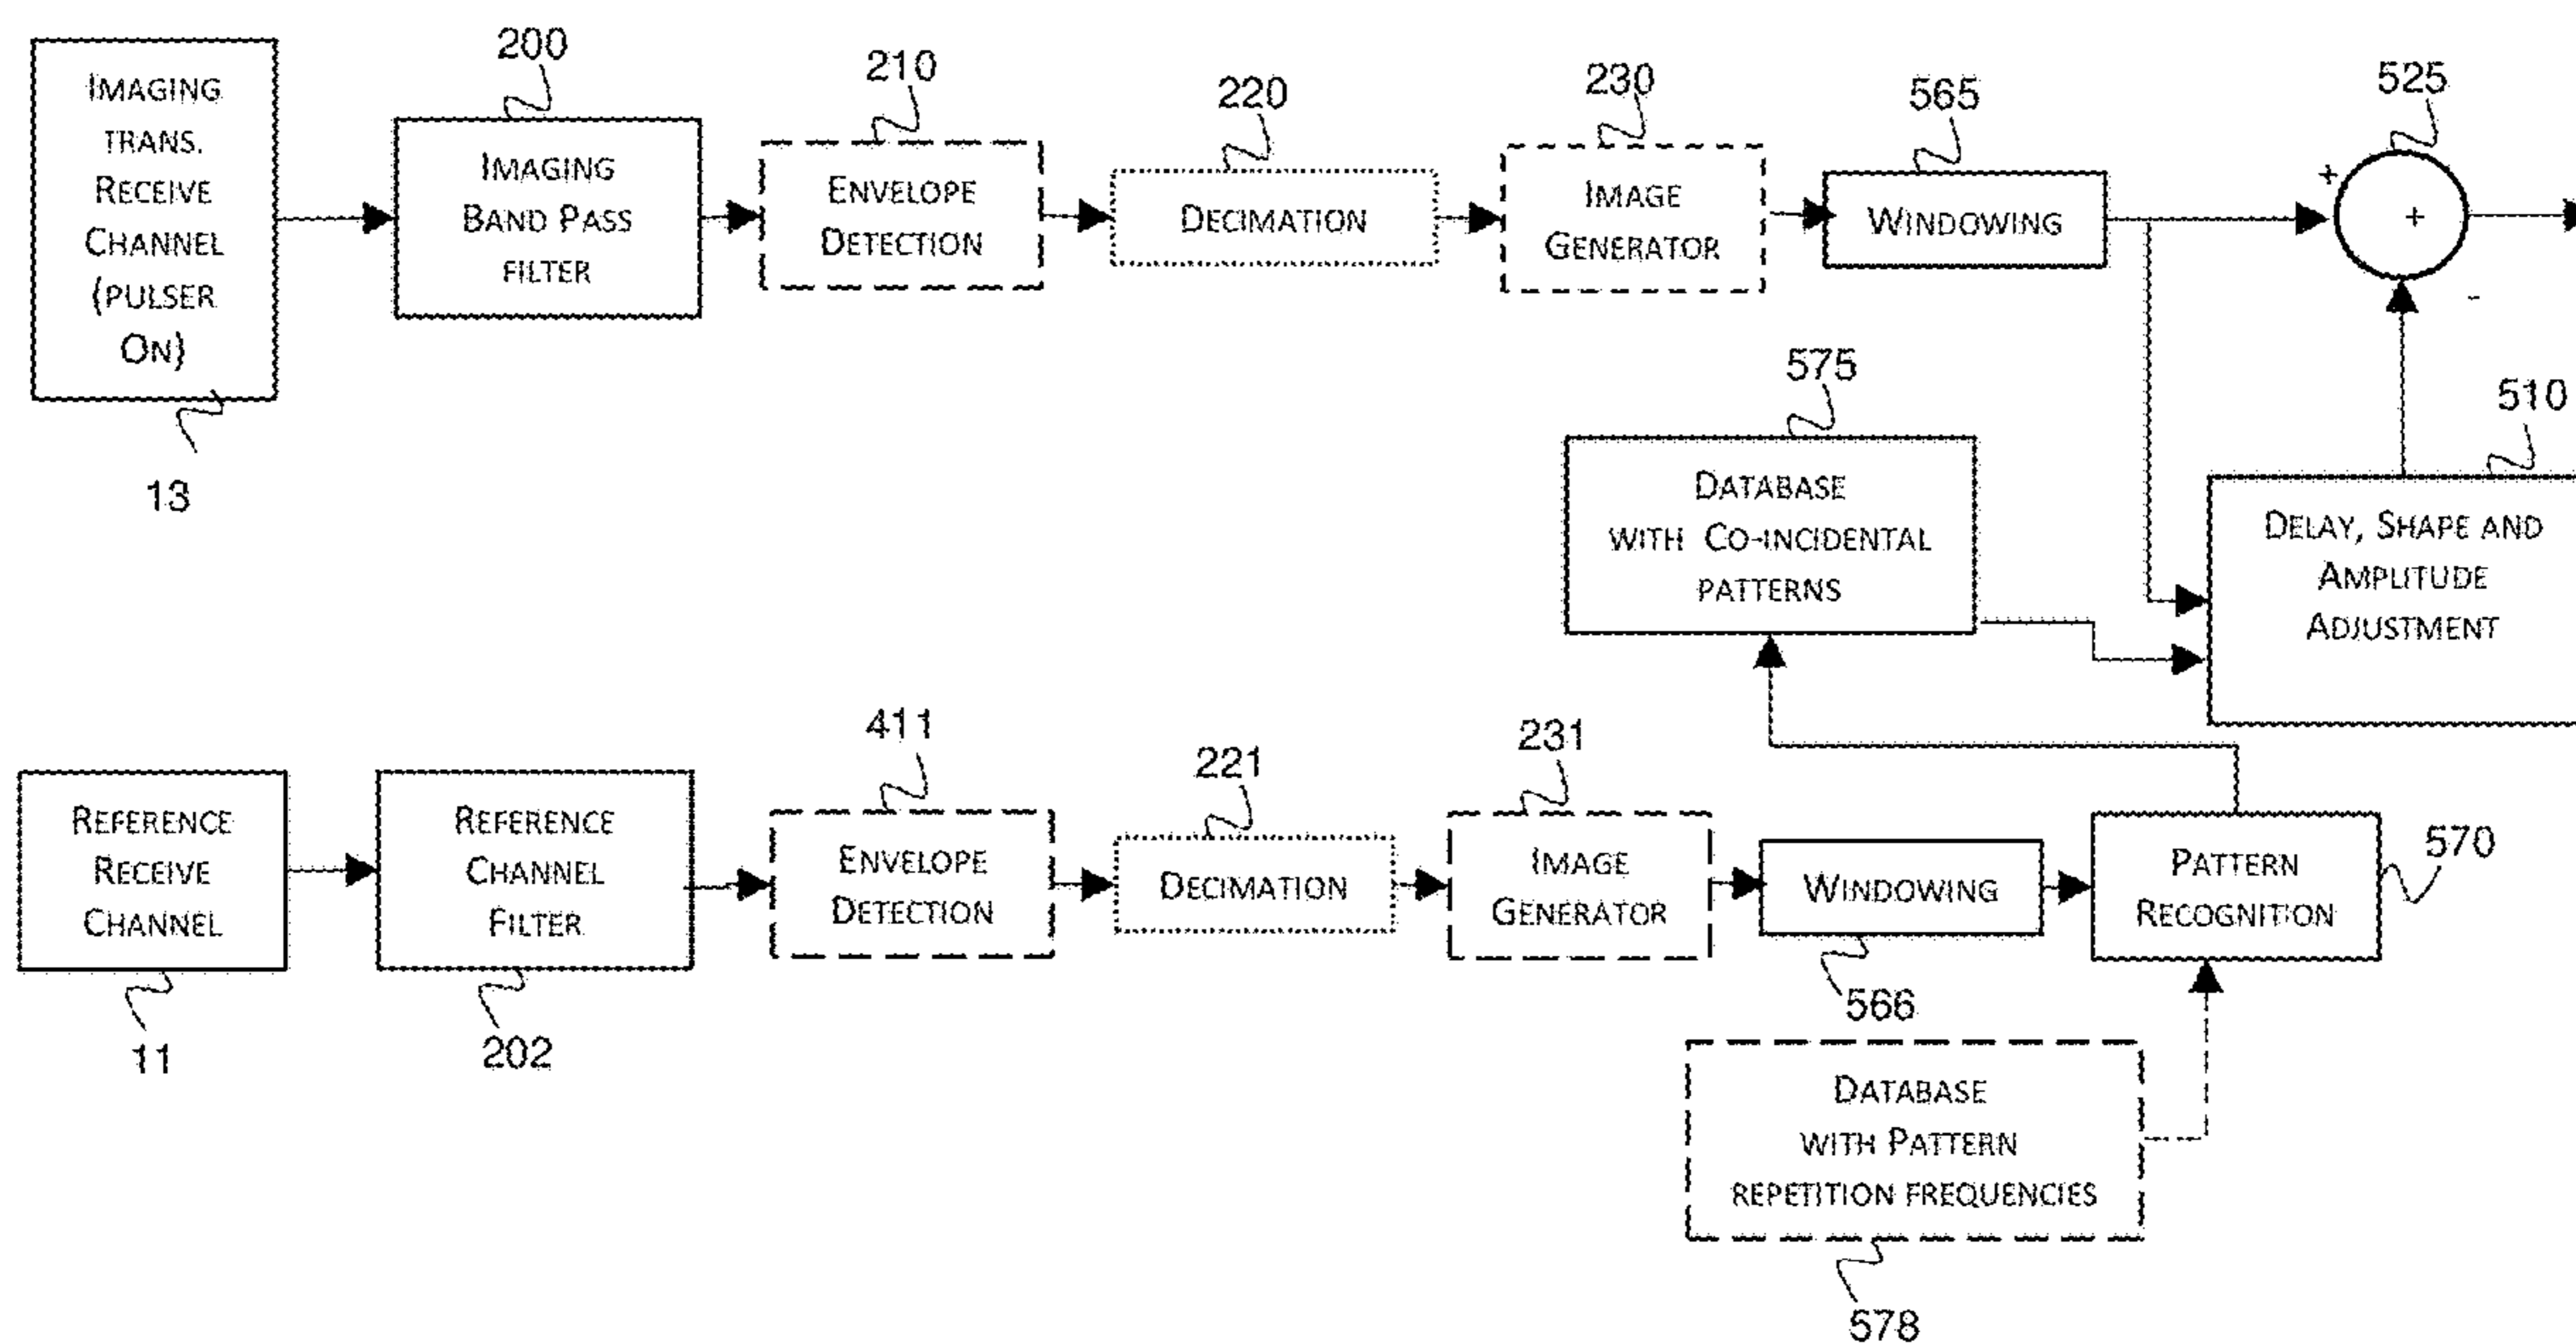 200
210
220
230
565
525
IMAGING
TRANS.
RECEIVE
CHANNEL
(PULSER
ON)
13
IMAGING
BAND PASS
FILTER
ENVELOPE
DETECTION
DECIMATION
IMAGE
GENERATOR
WINDOWING
+
+
-
575
510
DATABASE
WITH CO-INCIDENTAL
PATTERNS
DELAY, SHAPE AND
AMPLITUDE
ADJUSTMENT
411
221
231
REFERENCE
RECEIVE
CHANNEL
11
REFERENCE
CHANNEL
FILTER
202
ENVELOPE
DETECTION
DECIMATION
IMAGE
GENERATOR
WINDOWING
566
PATTERN
RECOGNITION
570
DATABASE
WITH PATTERN
REPETITION FREQUENCIES
578